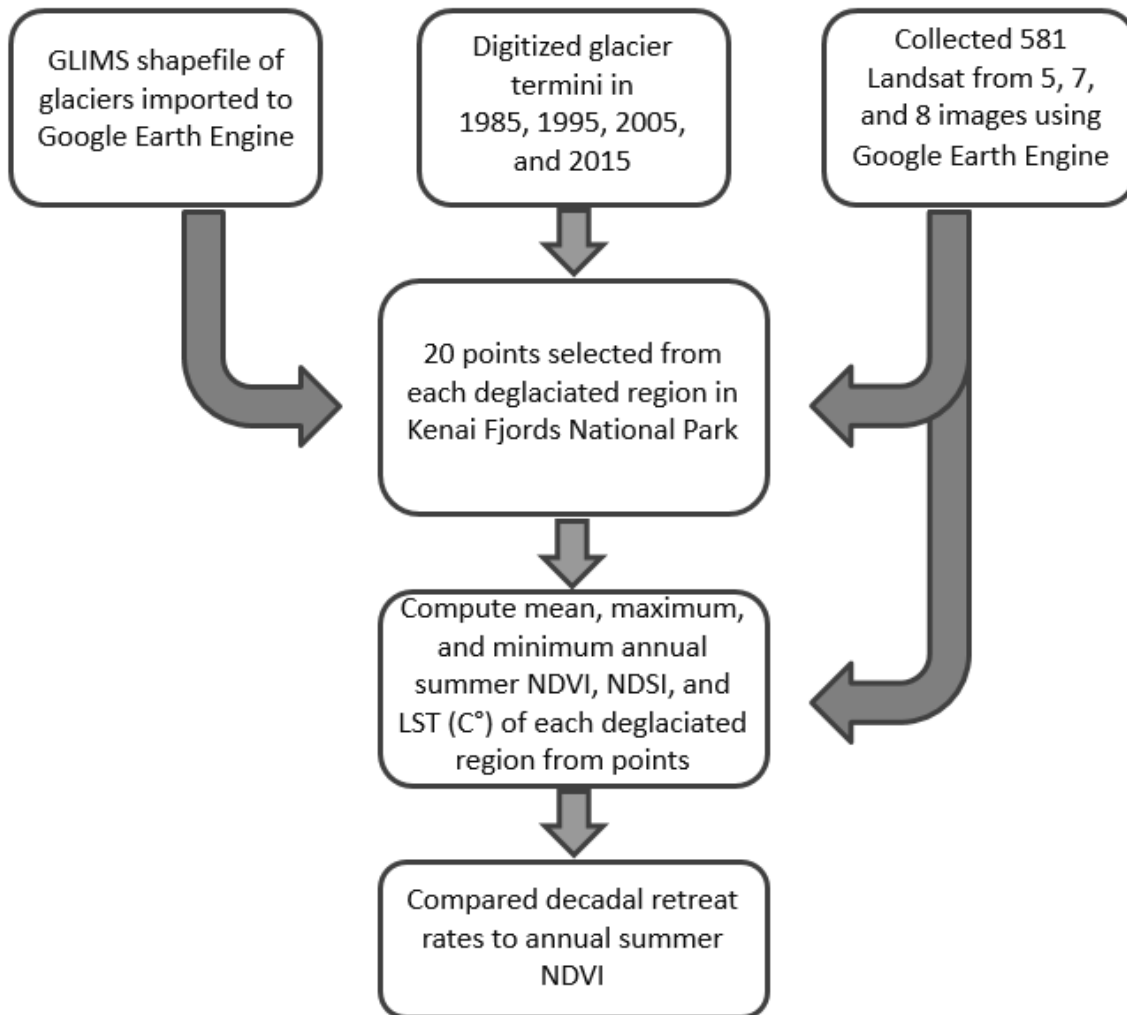 GLIMS shapefile of
glaciers imported to
Google Earth Engine
Digitized glacier
termini in
1985, 1995, 2005,
and 2015
Collected 581
Landsat from 5, 7,
and 8 images using
Google Earth Engine
20 points selected from
each deglaciated region in
Kenai Fjords National Park
Compute mean, maximum,
and minimum annual
summer NDVI, NDSI, and
LST (C°) of each deglaciated
region from points
Compared decadal retreat
rates to annual summer
NDVI